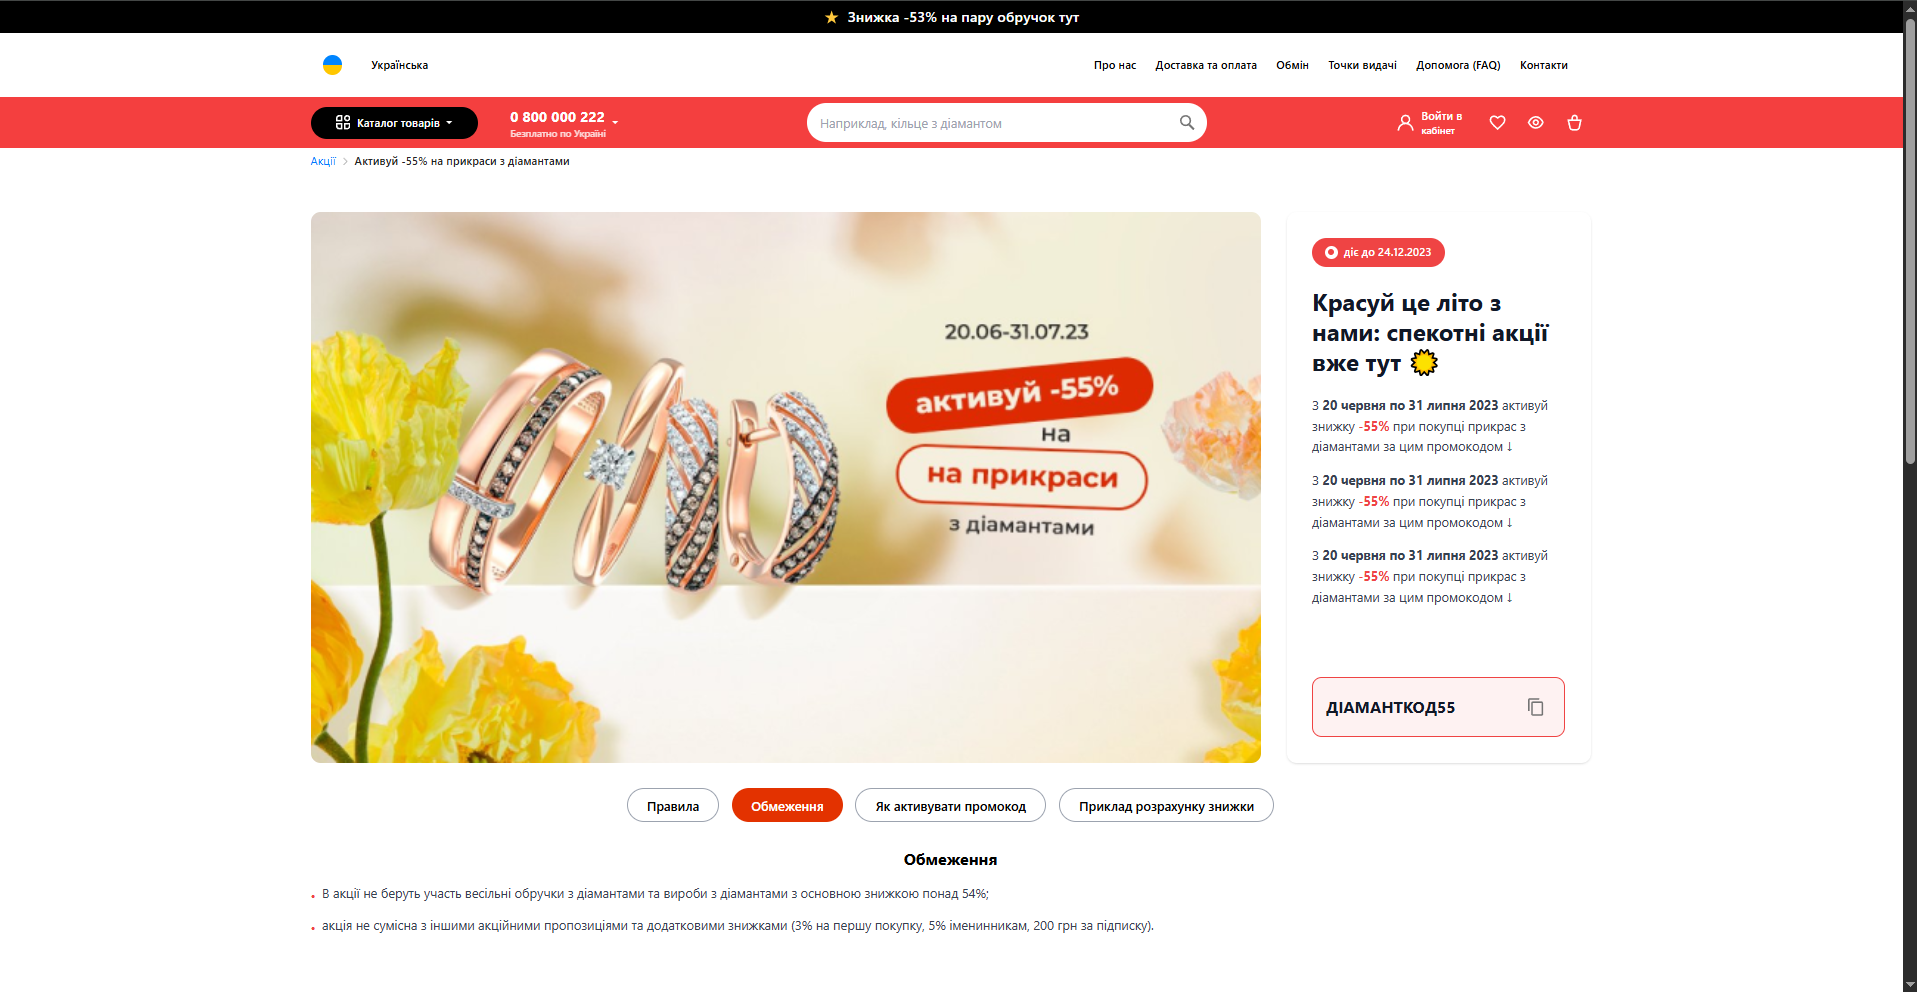 Знижка -53% на пару обручок тут
Українська
Про нас
Доставка та оплата
Обмін
Точки видачі
Допомога (FAQ)
Контакти
Каталог товарів
0 800 000 222
Безплатно по Україні
Наприклад, кільце з діамантом
Войти в
кабінет
Акції > Активуй -55% на прикраси з діамантами
20.06-31.07.23
активуй -55%
на
на прикраси
з діамантами
діє до 24.12.2023
Красуй це літо з
нами: спекотні акції
вже тут
З 20 червня по 31 липня 2023 активуй
знижку -55% при покупці прикрас з
діамантами за цим промокодом ↓
З 20 червня по 31 липня 2023 активуй
знижку -55% при покупці прикрас з
діамантами за цим промокодом ↓
З 20 червня по 31 липня 2023 активуй
знижку -55% при покупці прикрас з
діамантами за цим промокодом ↓
ДІАМАНТКОД55
Правила
Обмеження
Як активувати промокод
Приклад розрахунку знижки
Обмеження
• В акції не беруть участь весільні обручки з діамантами та вироби з діамантами з основною знижкою понад 54%;
• акція не сумісна з іншими акційними пропозиціями та додатковими знижками (3% на першу покупку, 5% іменинникам, 200 грн за підписку).